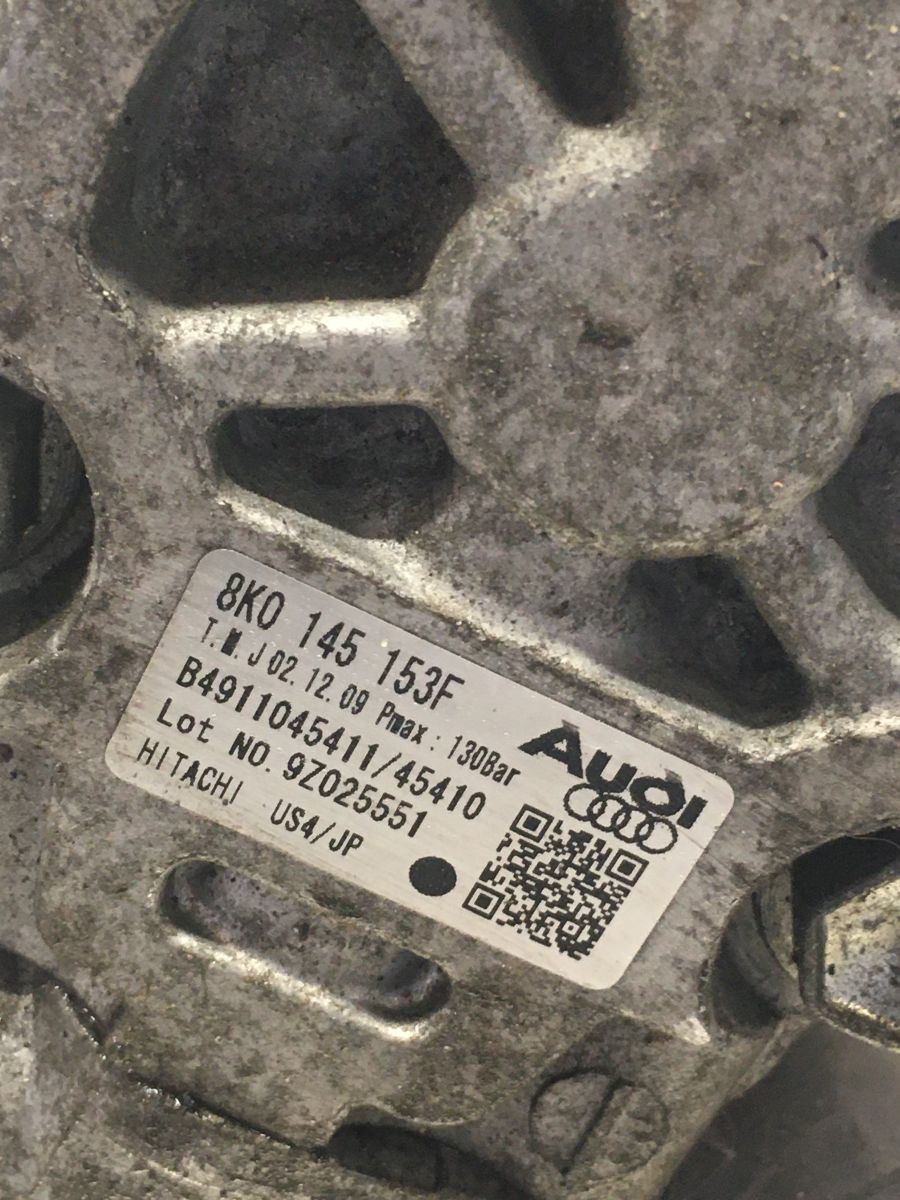 8K0 145 153F
T.M.J 02.12.09 Pmax: 130Bar
B4911045411/45410
Lot NO. 9Z025551
HITACHI US4/JP
Audi